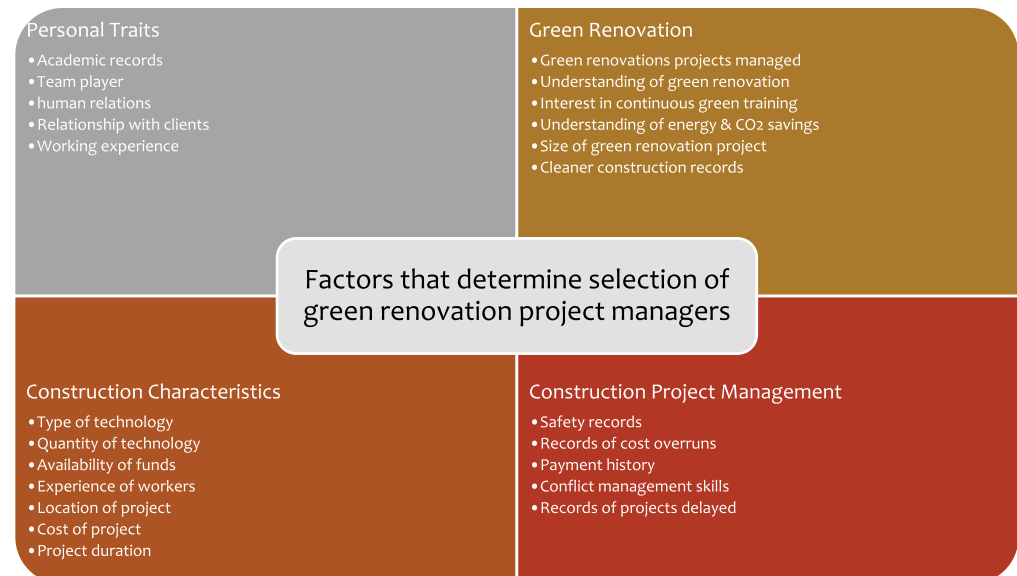 Personal Traits
•Academic records
•Team player
•human relations
•Relationship with clients
•Working experience
Green Renovation
•Green renovations projects managed
•Understanding of green renovation
•Interest in continuous green training
•Understanding of energy & CO2 savings
•Size of green renovation project
•Cleaner construction records
Factors that determine selection of
green renovation project managers
Construction Characteristics
•Type of technology
•Quantity of technology
•Availability of funds
•Experience of workers
•Location of project
•Cost of project
•Project duration
Construction Project Management
•Safety records
•Records of cost overruns
•Payment history
•Conflict management skills
•Records of projects delayed